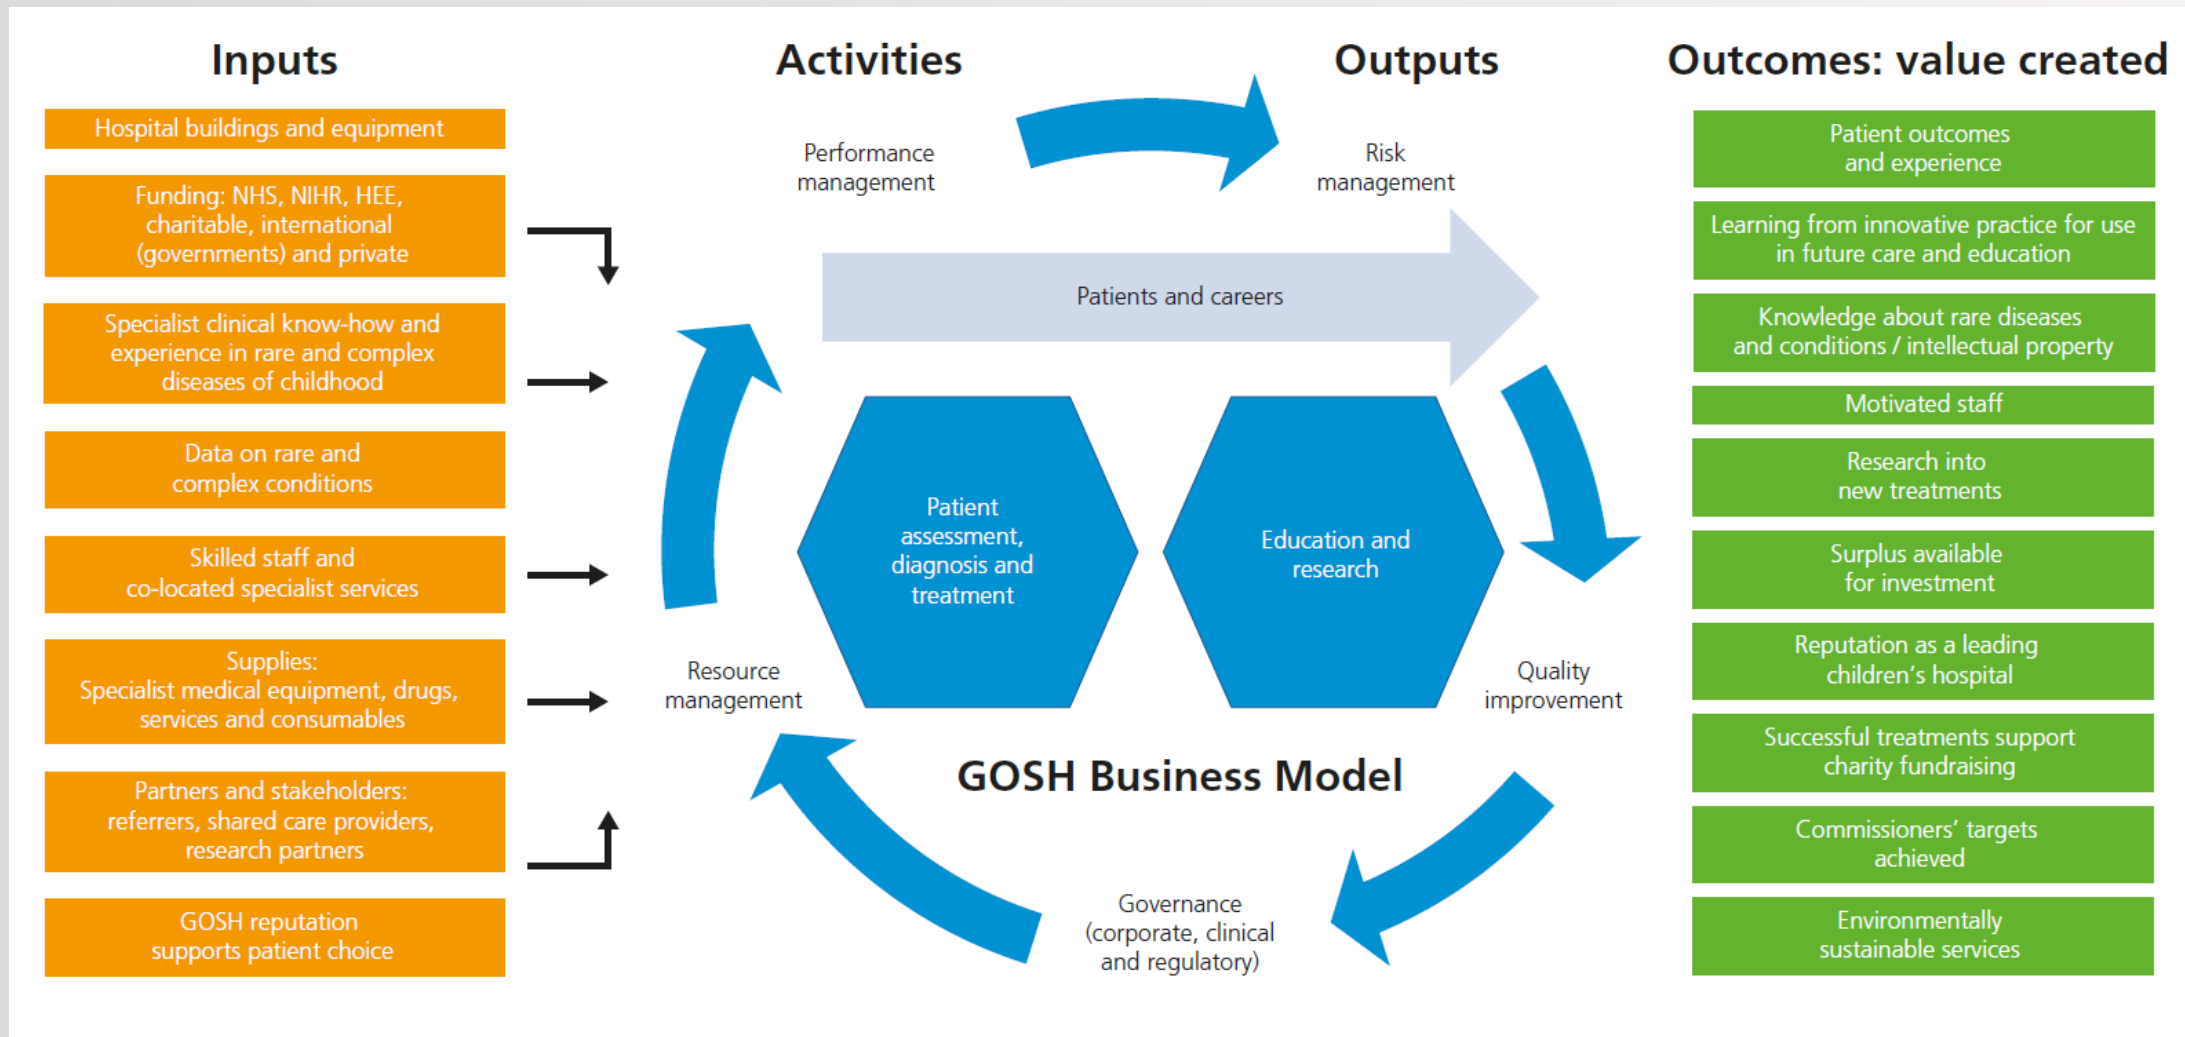 Inputs
Hospital buildings and equipment
Funding: NHS, NIHR, HEE,
charitable, international
(governments) and private
Specialist clinical know-how and
experience in rare and complex
diseases of childhood
Data on rare and
complex conditions
Skilled staff and
co-located specialist services
Supplies:
Specialist medical equipment, drugs,
services and consumables
Partners and stakeholders:
referrers, shared care providers,
research partners
GOSH reputation
supports patient choice
Activities
Outputs
Performance
management
Risk
management
Patients and careers
Patient
assessment,
diagnosis and
treatment
Education and
research
Resource
management
Quality
improvement
GOSH Business Model
Governance
(corporate, clinical
and regulatory)
Outcomes: value created
Patient outcomes
and experience
Learning from innovative practice for use
in future care and education
Knowledge about rare diseases
and conditions / intellectual property
Motivated staff
Research into
new treatments
Surplus available
for investment
Reputation as a leading
children’s hospital
Successful treatments support
charity fundraising
Commissioners’ targets
achieved
Environmentally
sustainable services